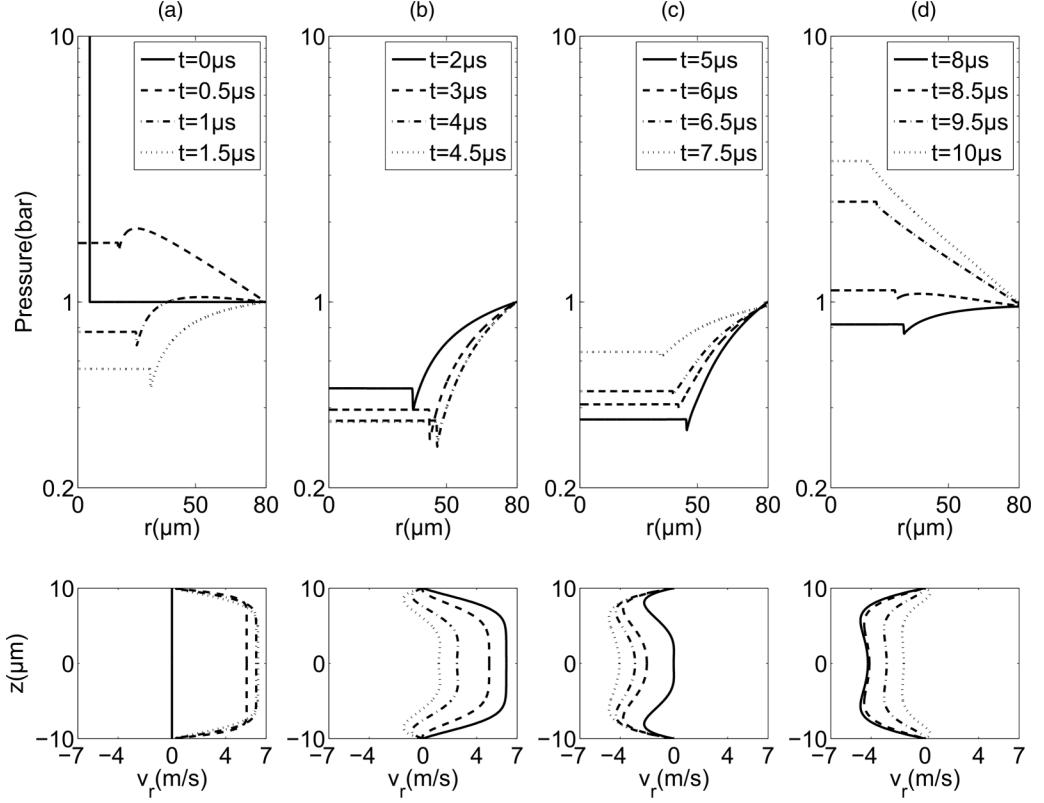 (a) (b) (c) (d)
10 10 10 10
t=0µs t=2µs t=5µs t=8µs
t=0.5µs t=3µs t=6µs t=8.5µs
t=1µs t=4µs t=6.5µs t=9.5µs
t=1.5µs t=4.5µs t=7.5µs t=10µs
Pressure(bar)
1 1 1 1
0.2 0.2 0.2 0.2
0 50 80 0 50 80 0 50 80 0 50 80
r(µm) r(µm) r(µm) r(µm)
10 10 10 10
z(µm)
0 0 0 0
−10 −10 −10 −10
−7 −4 0 4 7 −7 −4 0 4 7 −7 −4 0 4 7 −7 −4 0 4 7
vr(m/s) vr(m/s) vr(m/s) vr(m/s)